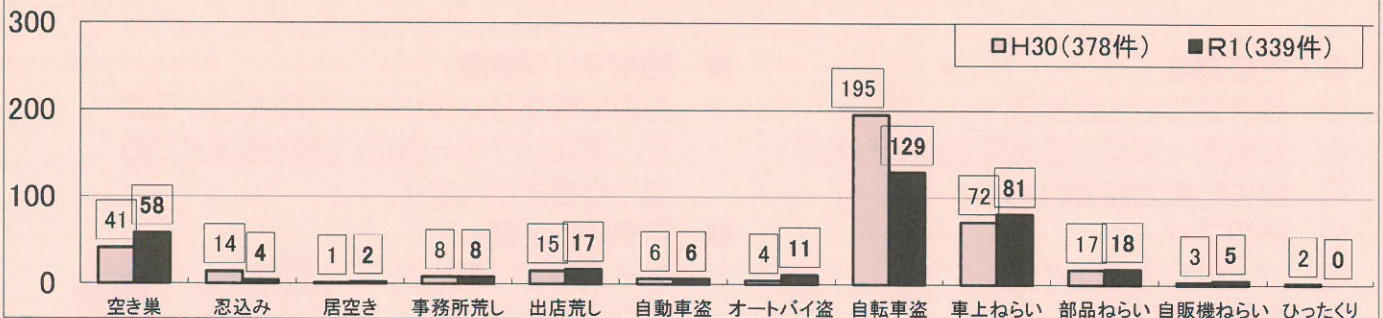 300
□H30(378件) ■R1(339件)
200
195
129
100
41 58 14 4 1 2 8 8 15 17 6 6 4 11 72 81 17 18 3 5 2 0
0
空き巣 忍込み 居空き 事務所荒し 出店荒し 自動車盗 オートバイ盗 自転車盗 車上ねらい 部品ねらい 自販機ねらい ひったくり